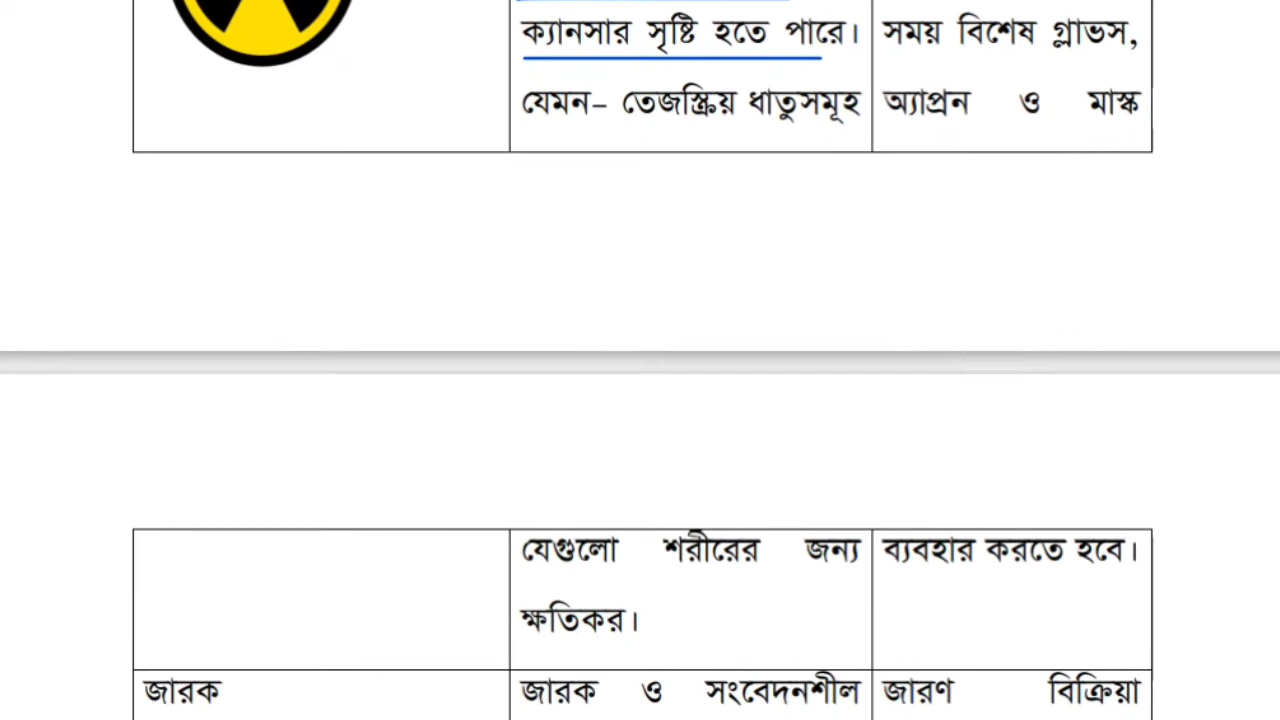 ক্যানসার সৃষ্টি হতে পারে।
যেমন– তেজস্ক্রিয় ধাতুসমূহ
সময় বিশেষ গ্লাভস,
অ্যাপ্রন ও মাস্ক
যেগুলো শরীরের জন্য
ক্ষতিকর।
ব্যবহার করতে হবে।
জারক
জারক ও সংবেদনশীল
জারণ বিক্রিয়া